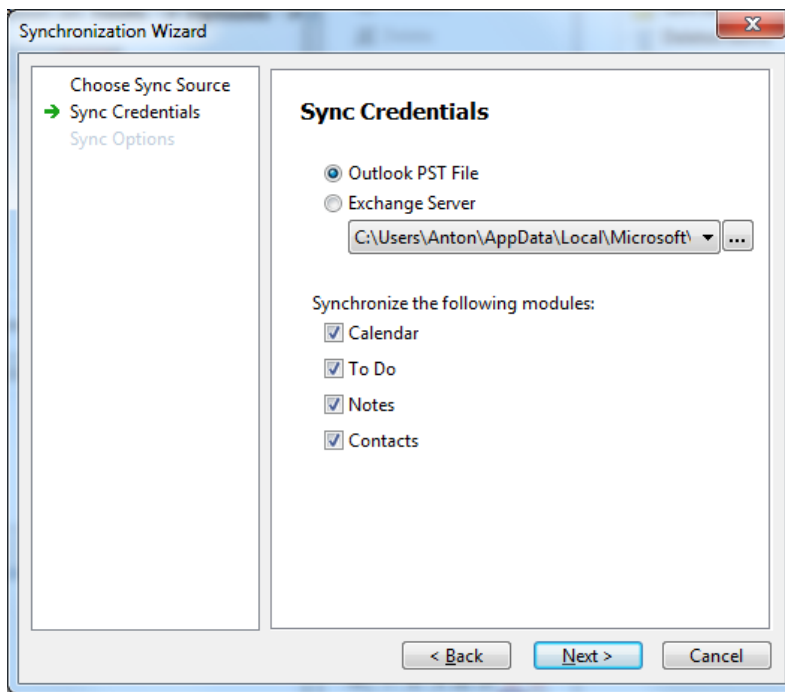 Synchronization Wizard
Choose Sync Source
Sync Credentials
Sync Options
Sync Credentials
Outlook PST File
Exchange Server
C:\Users\Anton\AppData\Local\Microsoft\
...
Synchronize the following modules:
Calendar
To Do
Notes
Contacts
< Back
Next >
Cancel